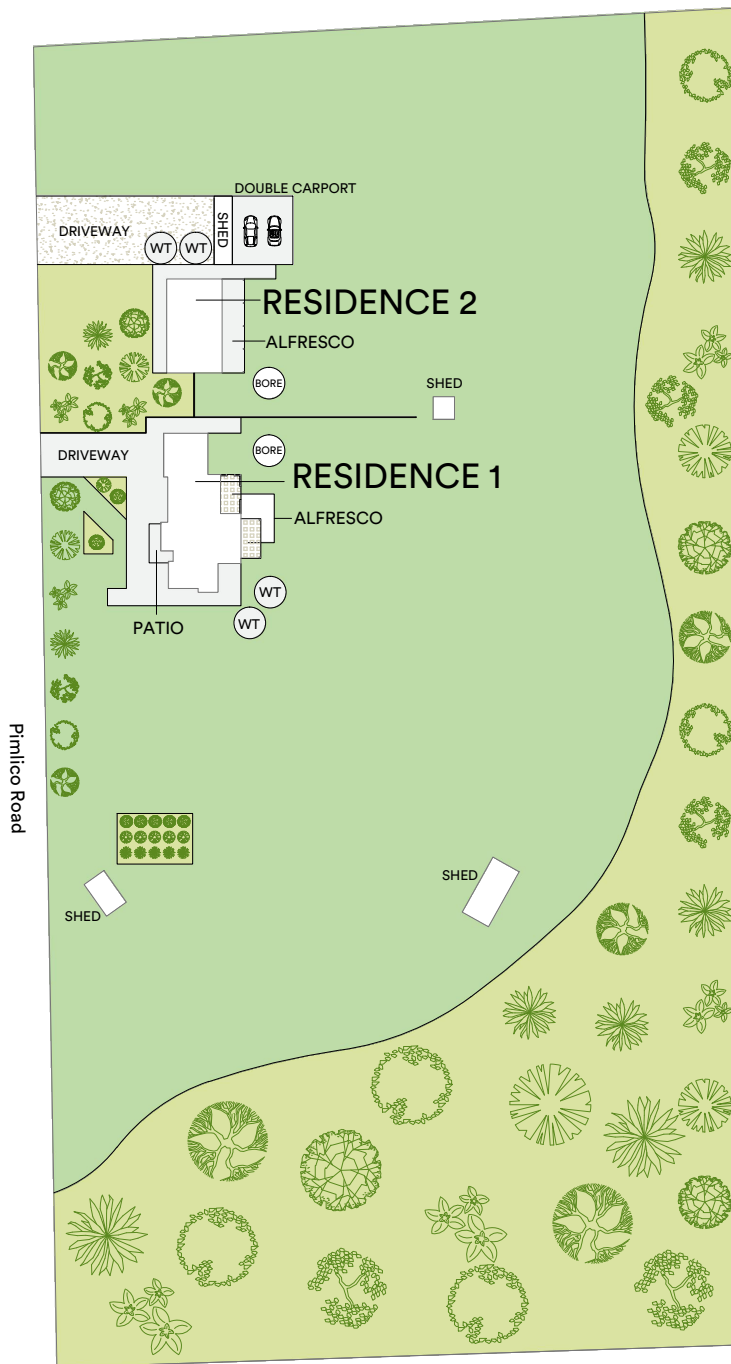 DOUBLE CARPORT
SHED
DRIVEWAY
WT
WT
RESIDENCE 2
ALFRESCO
BORE
SHED
BORE
DRIVEWAY
RESIDENCE 1
ALFRESCO
WT
WT
PATIO
Pimlico Road
SHED
SHED